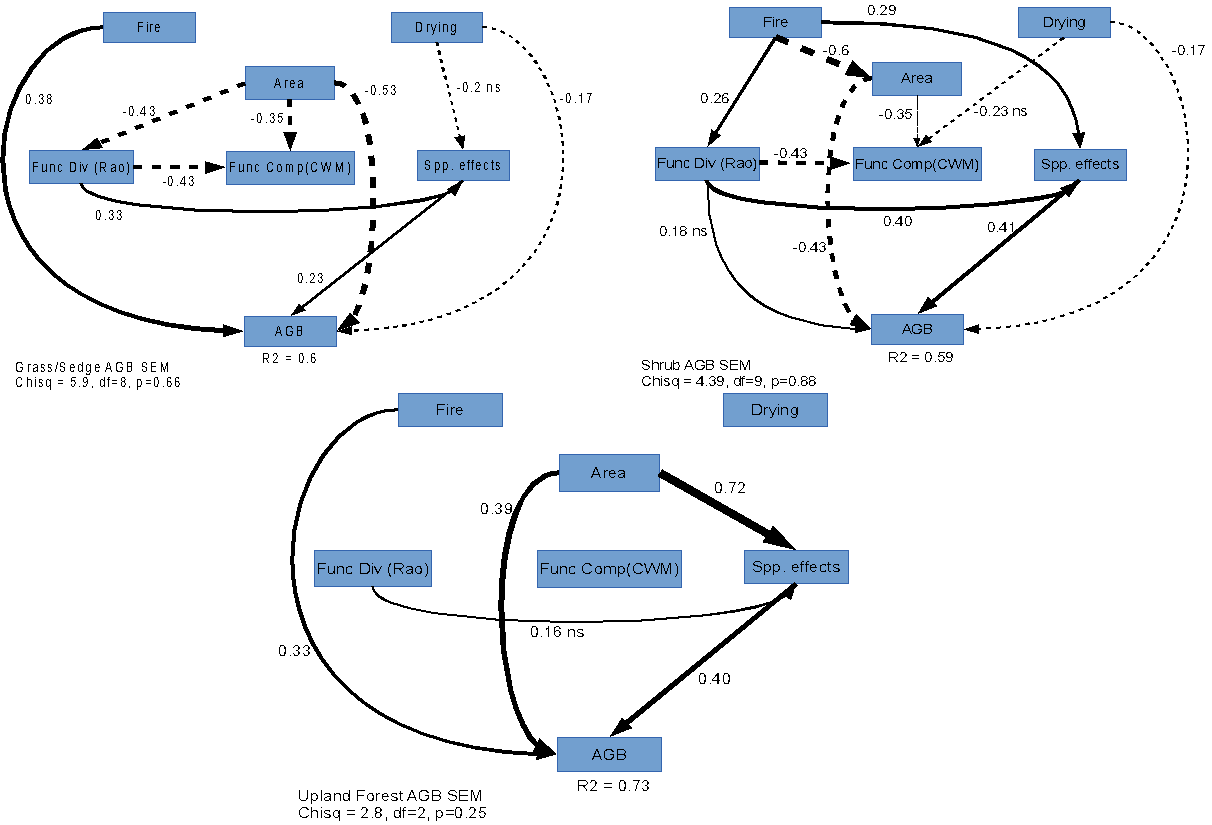 Fire
Drying
0.38
Area
-0.53
-0.2 ns
-0.17
-0.43
-0.35
Func Div (Rao)
-0.43
Func Comp(CWM)
Spp. effects
0.33
0.23
AGB
R2 = 0.6
Grass/Sedge AGB SEM
Chisq = 5.9, df=8, p=0.66
Fire
0.29
Drying
-0.6
-0.17
Area
0.26
-0.35
-0.23 ns
Func Div (Rao)
-0.43
Func Comp(CWM)
Spp. effects
0.40
0.18 ns
-0.43
0.41
AGB
R2 = 0.59
Shrub AGB SEM
Chisq = 4.39, df=9, p=0.88
Fire
Drying
Area
0.72
0.39
Func Div (Rao)
Func Comp(CWM)
Spp. effects
0.16 ns
0.33
0.40
AGB
R2 = 0.73
Upland Forest AGB SEM
Chisq = 2.8, df=2, p=0.25